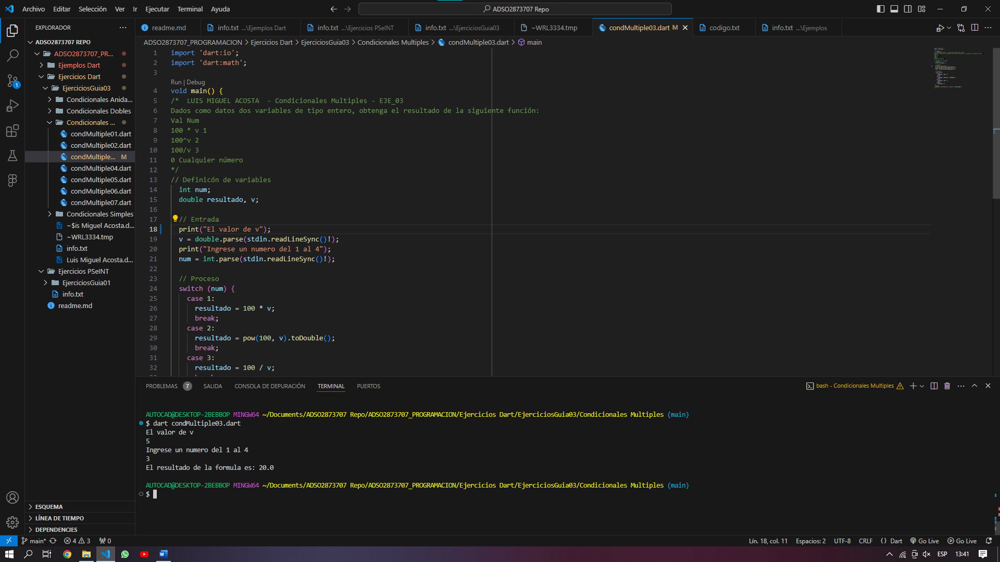 Archivo Editar Selección Ver Ir Ejecutar Terminal Ayuda
ADSO2873707 Repo
EXPLORADOR
readme.md
info.txt ...\Ejemplos Dart
info.txt ...\Ejercicios PSeINT
info.txt ...\EjerciciosGuia03
~WRL3334.tmp
condMultiple03.dart M
codigo.txt
info.txt ...\Ejemplos
ADSO2873707_PROGRAMACION > Ejercicios Dart > EjerciciosGuia03 > Condicionales Multiples > condMultiple03.dart > main
ADSO2873707 REPO
ADSO2873707_PR...
Ejemplos Dart
Ejercicios Dart
EjerciciosGuia03
Condicionales Anida...
Condicionales Dobles
Condicionales ...
condMultiple01.dart
condMultiple02.dart
condMultiple... M
condMultiple04.dart
condMultiple05.dart
condMultiple06.dart
condMultiple07.dart
Condicionales Simples
~$is Miguel Acosta.d...
~WRL3334.tmp
info.txt
Luis Miguel Acosta.d...
Ejercicios PSeINT
EjerciciosGuia01
info.txt
readme.md
ESQUEMA
LÍNEA DE TIEMPO
DEPENDENCIES
1 import 'dart:io';
2 import 'dart:math';
3
Run | Debug
4 void main() {
5 /* LUIS MIGUEL ACOSTA - Condicionales Multiples - EJE_03
6 Dados como datos dos variables de tipo entero, obtenga el resultado de la siguiente función:
7 Val Num
8 100 * v 1
9 100^v 2
10 100/v 3
11 0 Cualquier número
12 */
13 // Definicón de variables
14 int num;
15 double resultado, v;
16
17 // Entrada
18 print("El valor de v");
19 v = double.parse(stdin.readLineSync()!);
20 print("Ingrese un numero del 1 al 4");
21 num = int.parse(stdin.readLineSync()!);
22
23 // Proceso
24 switch (num) {
25 case 1:
26 resultado = 100 * v;
27 break;
28 case 2:
29 resultado = pow(100, v).toDouble();
30 break;
31 case 3:
32 resultado = 100 / v;
PROBLEMAS 7 SALIDA CONSOLA DE DEPURACIÓN TERMINAL PUERTOS
bash - Condicionales Multiples
AUTOCAD@DESKTOP-2BEBBOP MINGW64 ~/Documents/ADSO2873707 Repo/ADSO2873707_PROGRAMACION/Ejercicios Dart/EjerciciosGuia03/Condicionales Multiples (main)
$ dart condMultiple03.dart
El valor de v
5
Ingrese un numero del 1 al 4
3
El resultado de la formula es: 20.0
AUTOCAD@DESKTOP-2BEBBOP MINGW64 ~/Documents/ADSO2873707 Repo/ADSO2873707_PROGRAMACION/Ejercicios Dart/EjerciciosGuia03/Condicionales Multiples (main)
$
main* 4 3 0
Lín. 18, col. 11 Espacios: 2 UTF-8 CRLF {} Dart Go Live Go Live
ESP 13:41